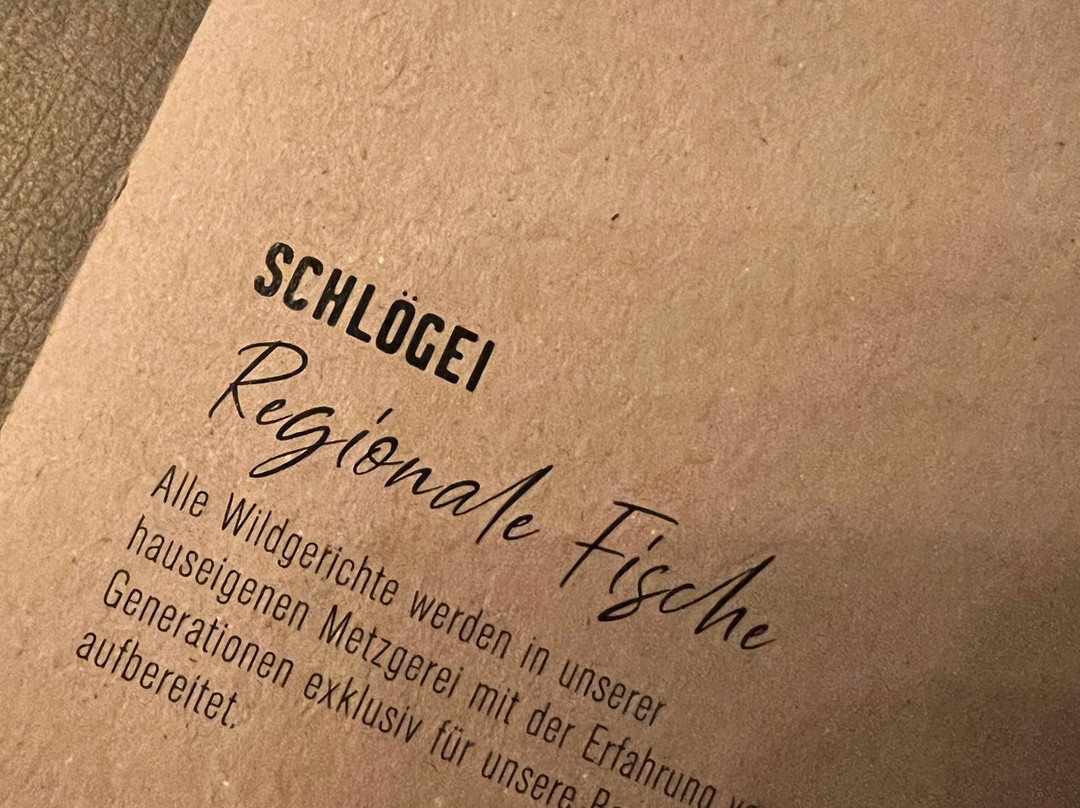 SCHLÖGEI
Regionale Fische
Alle Wildgerichte werden in unserer
hauseigenen Metzgerei mit der Erfahrung
Generationen exklusiv für unsere
aufbereitet.